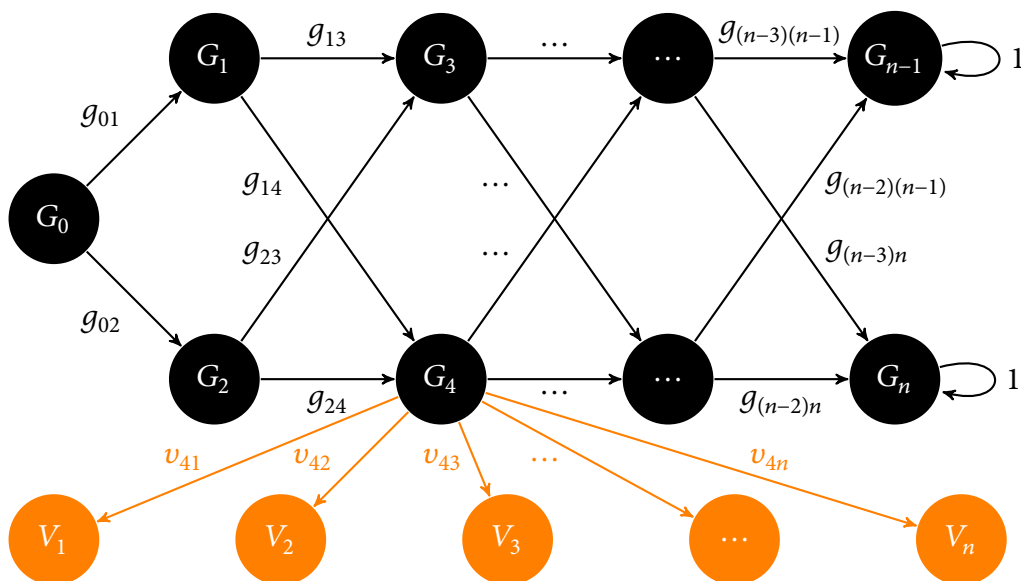 g₁₃ ... g₍ₙ₋₃₎₍ₙ₋₁₎
G₁ G₃ ... Gₙ₋₁ 1
g₀₁
g₁₄ ... g₍ₙ₋₂₎₍ₙ₋₁₎
G₀
g₂₃ ... g₍ₙ₋₃₎ₙ
g₀₂
G₂ G₄ ... Gₙ 1
g₂₄ ... g₍ₙ₋₂₎ₙ
v₄₁ v₄₂ v₄₃ ... v₄ₙ
V₁ V₂ V₃ ... Vₙ